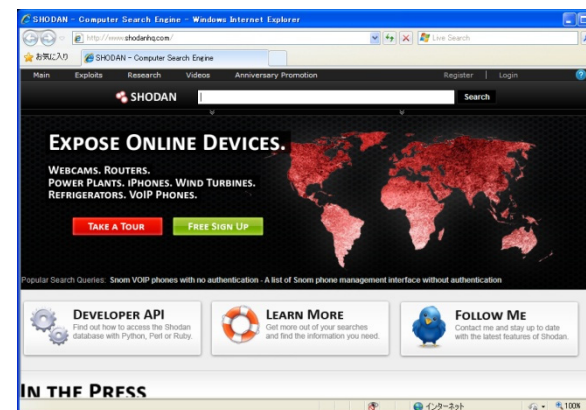 SHODAN - Computer Search Engine - Windows Internet Explorer
http://www.shodanhq.com/
Live Search
お気に入り
SHODAN - Computer Search Engine
Main Exploits Research Videos Anniversary Promotion Register | Login
SHODAN
Search
EXPOSE ONLINE DEVICES.
WEBCAMS. ROUTERS.
POWER PLANTS. IPHONES. WIND TURBINES.
REFRIGERATORS. VOIP PHONES.
TAKE A TOUR
FREE SIGN UP
Popular Search Queries: Snom VOIP phones with no authentication - A list of Snom phone management interface without authentication
DEVELOPER API
Find out how to access the Shodan
database with Python, Perl or Ruby.
LEARN MORE
Get more out of your searches
and find the information you need.
FOLLOW ME
Contact me and stay up to date
with the latest features of Shodan.
IN THE PRESS
インターネット
100%